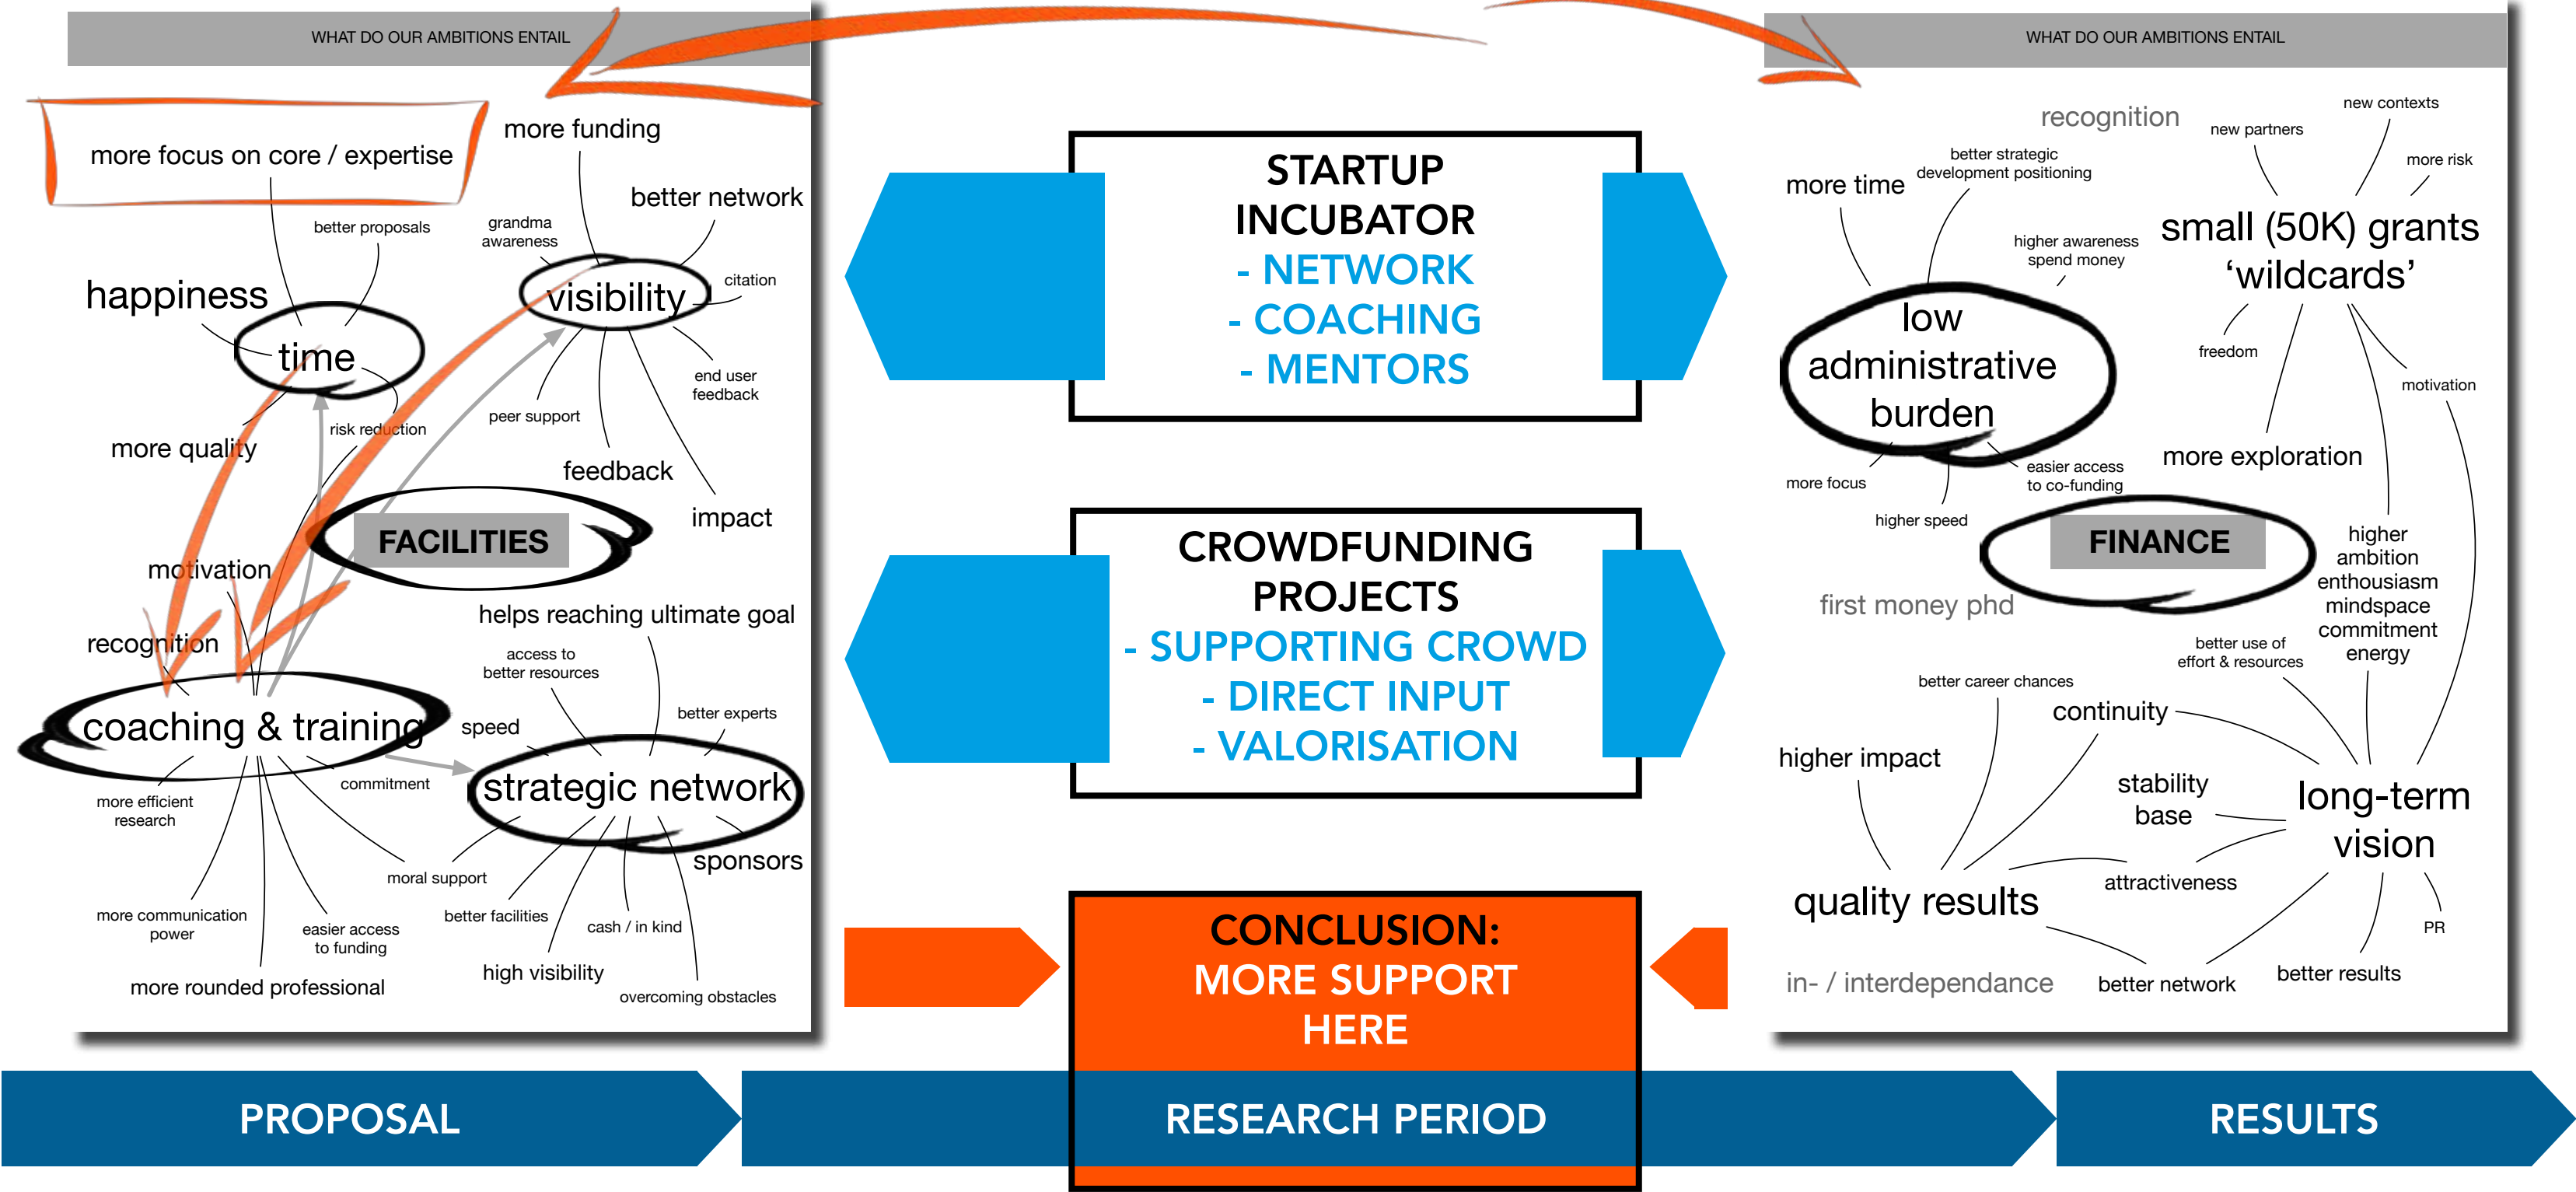 WHAT DO OUR AMBITIONS ENTAIL
more focus on core / expertise
more funding
better network
grandma
awareness
better proposals
citation
happiness
visibility
time
end user
feedback
peer support
risk reduction
more quality
feedback
impact
FACILITIES
motivation
helps reaching ultimate goal
recognition
access to
better resources
better experts
speed
coaching & training
commitment
strategic network
more efficient
research
sponsors
moral support
more communication
power
better facilities
cash / in kind
easier access
to funding
high visibility
more rounded professional
overcoming obstacles
STARTUP
INCUBATOR
- NETWORK
- COACHING
- MENTORS
CROWDFUNDING
PROJECTS
- SUPPORTING CROWD
- DIRECT INPUT
- VALORISATION
CONCLUSION:
MORE SUPPORT
HERE
WHAT DO OUR AMBITIONS ENTAIL
recognition
new contexts
new partners
more risk
better strategic
development positioning
more time
small (50K) grants
‘wildcards’
higher awareness
spend money
low
administrative
burden
freedom
motivation
more exploration
easier access
to co-funding
more focus
higher speed
FINANCE
higher
ambition
enthousiasm
mindspace
commitment
energy
first money phd
better use of
effort & resources
better career chances
continuity
higher impact
stability
base
long-term
vision
attractiveness
quality results
PR
in- / interdependance
better network
better results
PROPOSAL
RESEARCH PERIOD
RESULTS